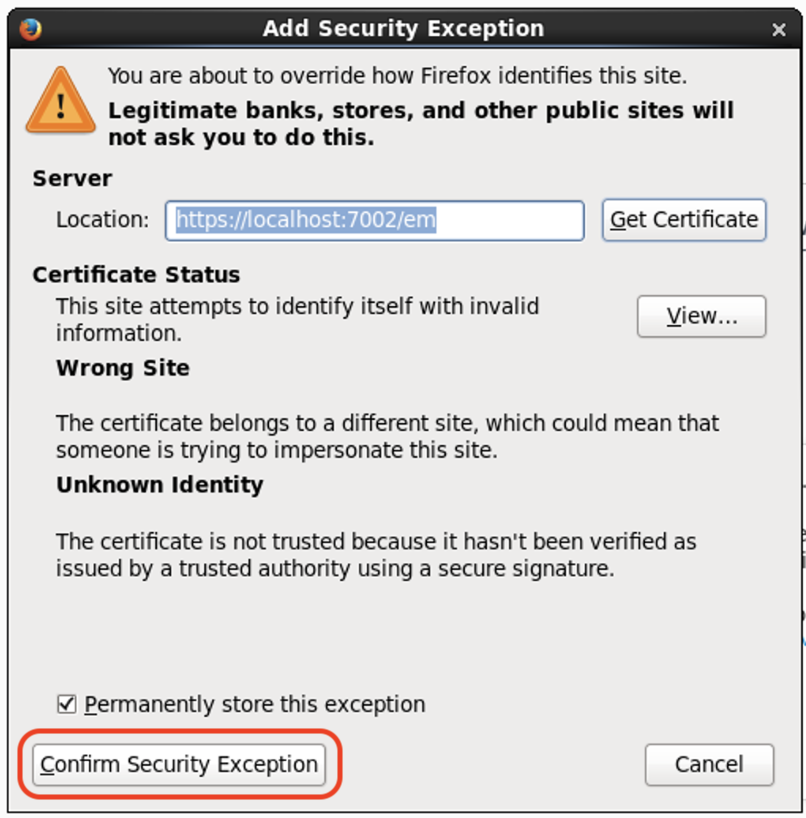 Add Security Exception
You are about to override how Firefox identifies this site.
Legitimate banks, stores, and other public sites will
not ask you to do this.
Server
Location: https://localhost:7002/em Get Certificate
Certificate Status
This site attempts to identify itself with invalid
information.
View...
Wrong Site
The certificate belongs to a different site, which could mean that
someone is trying to impersonate this site.
Unknown Identity
The certificate is not trusted because it hasn't been verified as
issued by a trusted authority using a secure signature.
Permanently store this exception
Confirm Security Exception Cancel